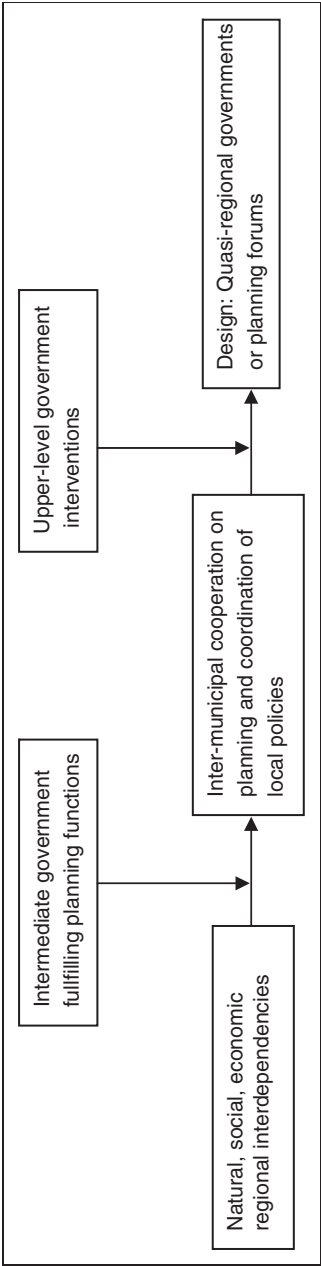 Intermediate government
fullfilling planning functions
Upper-level government
interventions
Natural, social, economic
regional interdependencies
Inter-municipal cooperation on
planning and coordination of
local policies
Design: Quasi-regional governments
or planning forums